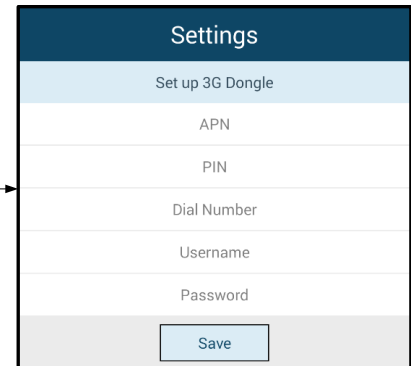 Settings
Set up 3G Dongle
APN
PIN
Dial Number
Username
Password
Save